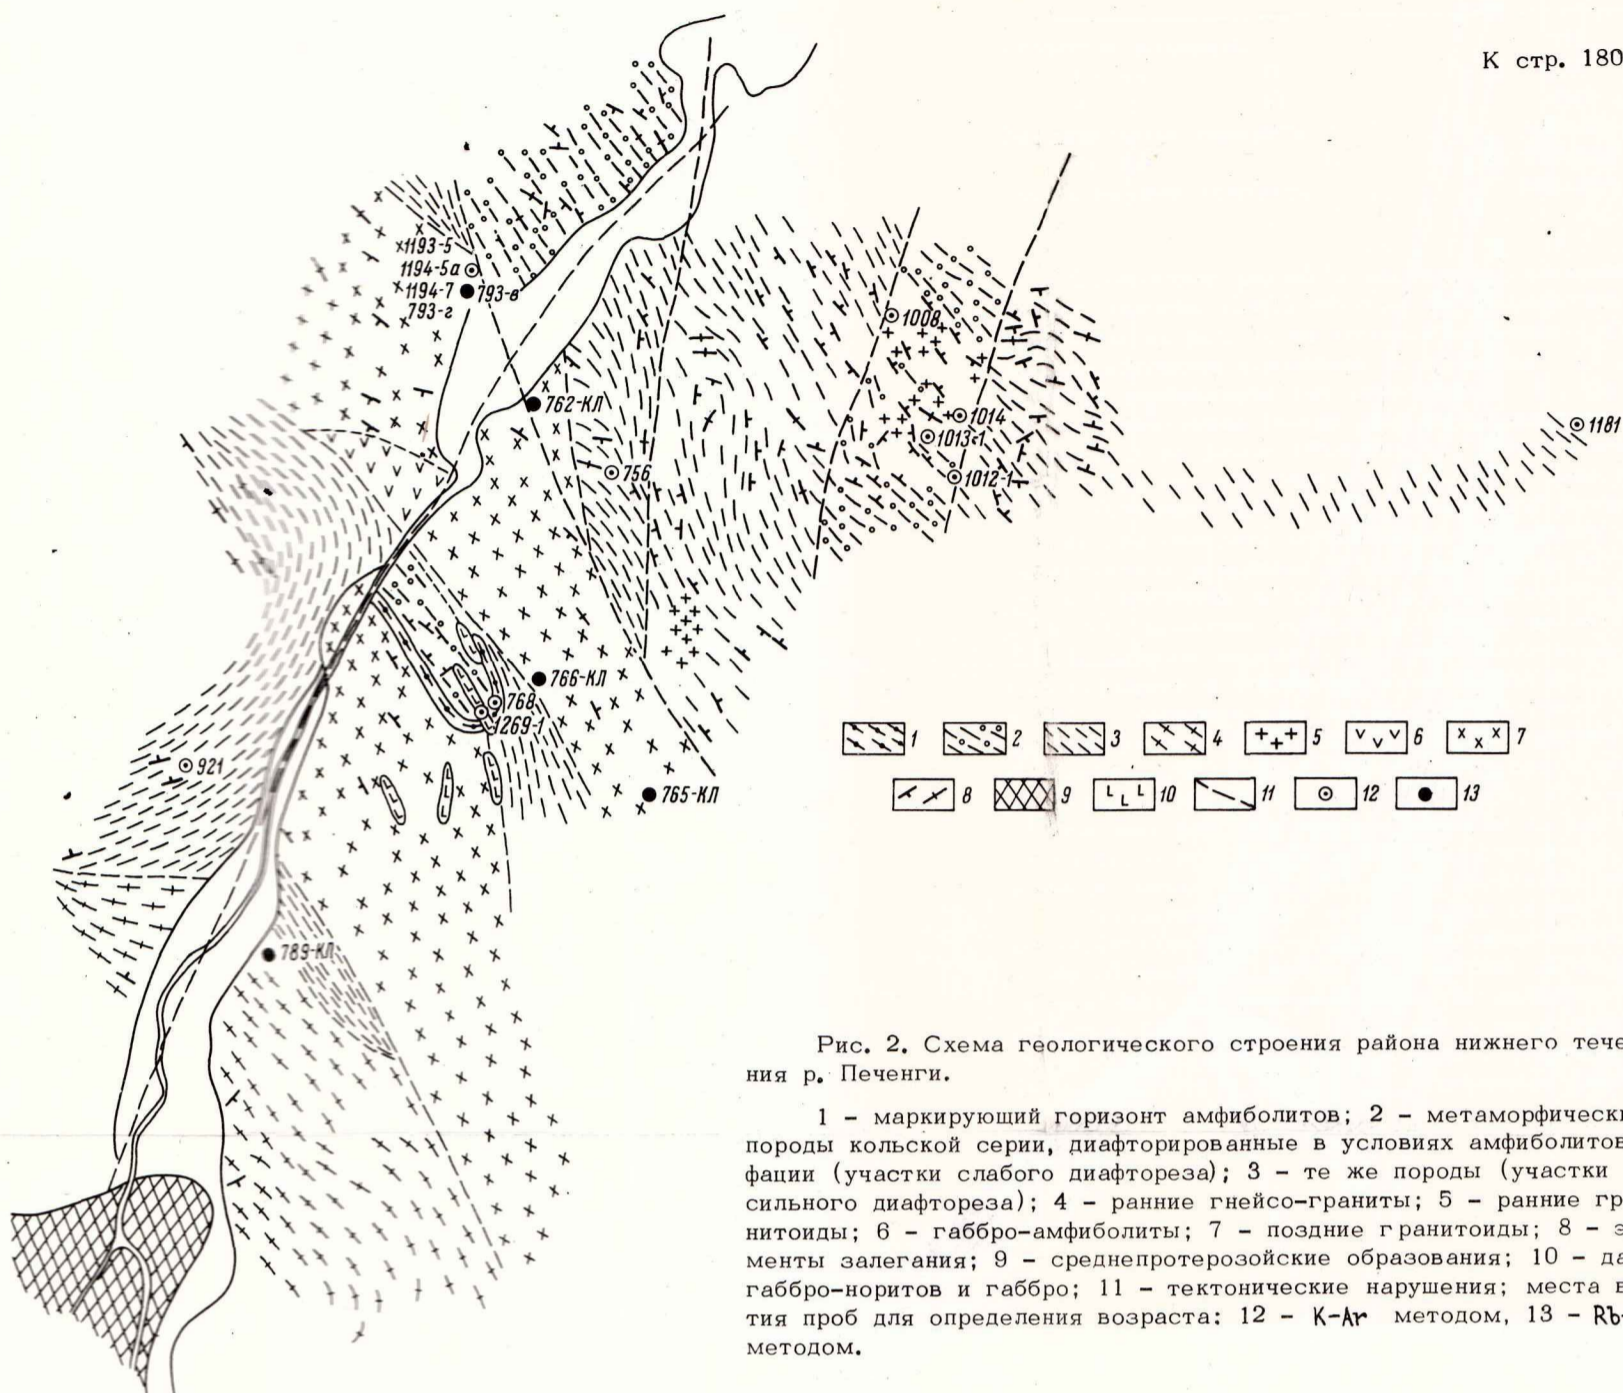 К стр. 180
1193-5
1194-5а
1194-7
793-в
793-г
1008
762-КЛ
1014
1013-1
1181
756
1012-1
766-КЛ
768
1269-1
921
765-КЛ
789-КЛ
1 2 3 4 5 6 7
8 9 10 11 12 13
Рис. 2. Схема геологического строения района нижнего тече
ния р. Печенги.
1 - маркирующий горизонт амфиболитов; 2 - метаморфически
породы кольской серии, диафторированные в условиях амфиболитов
фации (участки слабого диафтореза); 3 - те же породы (участки
сильного диафтореза); 4 - ранние гнейсо-граниты; 5 - ранние гр
нитоиды; 6 - габбро-амфиболиты; 7 - поздние гранитоиды; 8 - э
менты залегания; 9 - среднепротерозойские образования; 10 - да
габбро-норитов и габбро; 11 - тектонические нарушения; места в
тия проб для определения возраста: 12 - K-Ar методом, 13 - Rb-
методом.